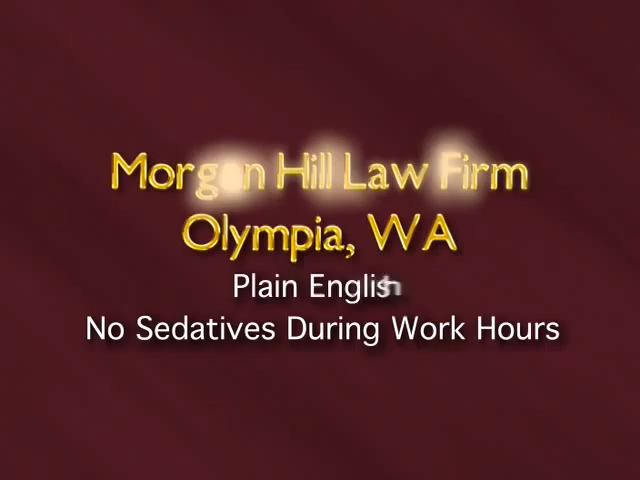 Morgan Hill Law Firm
Olympia, WA
Plain English
No Sedatives During Work Hours